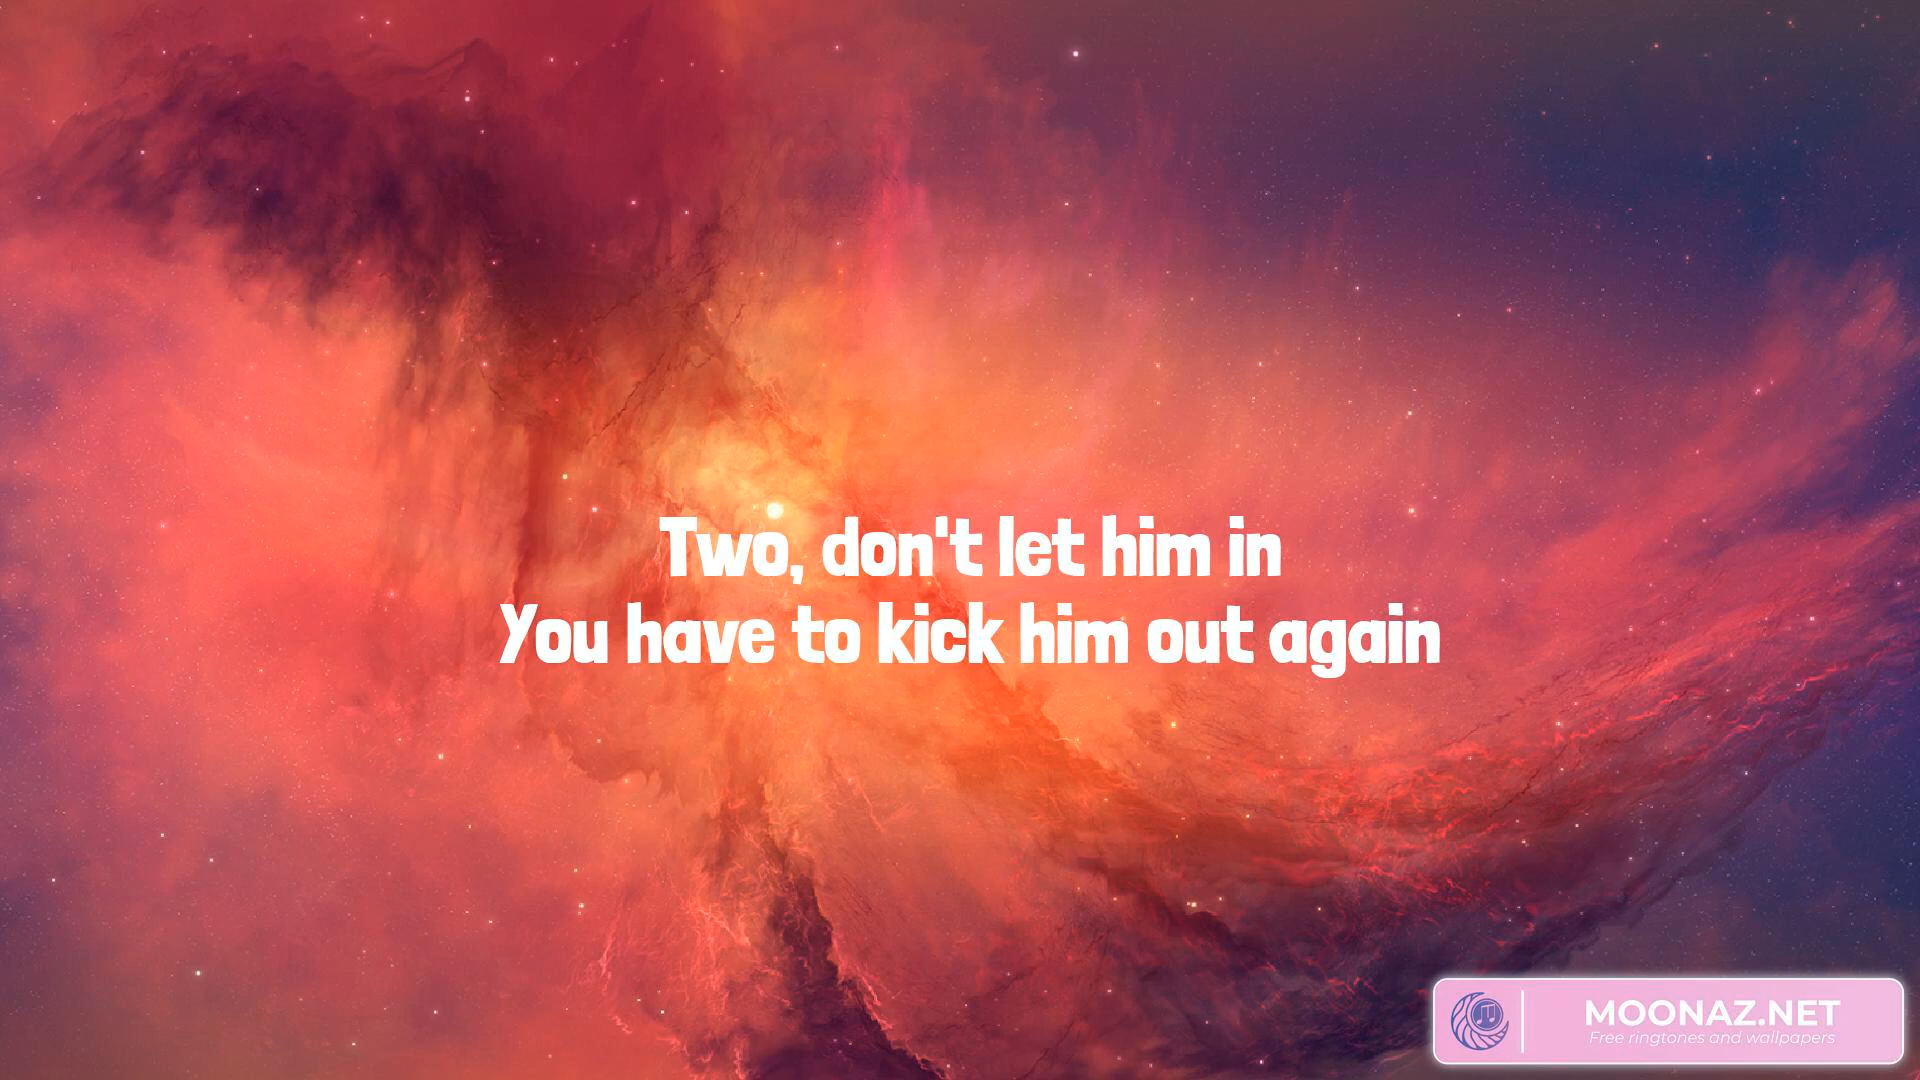 Two, don't let him in
You have to kick him out again
MOONAZ.NET
Free ringtones and wallpapers